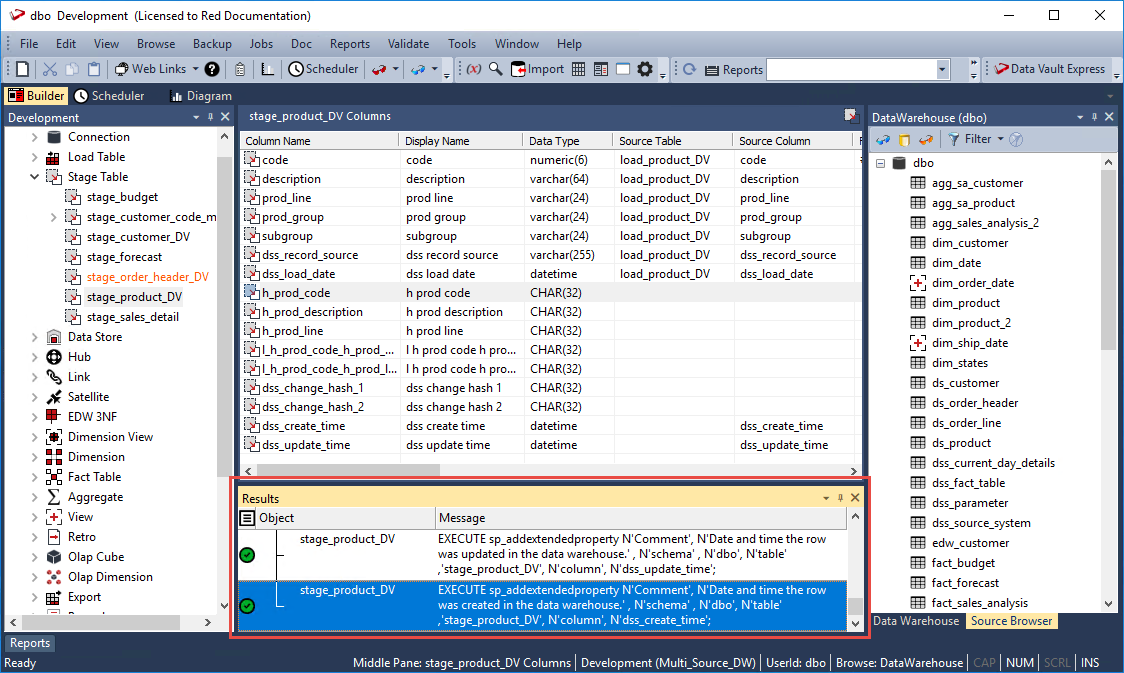 dbo Development (Licensed to Red Documentation)
File Edit View Browse Backup Jobs Doc Reports Validate Tools Window Help
Web Links Scheduler (x) Import Reports Data Vault Express
Builder Scheduler Diagram
Development
Connection
Load Table
Stage Table
stage_budget
stage_customer_code_m
stage_customer_DV
stage_forecast
stage_order_header_DV
stage_product_DV
stage_sales_detail
Data Store
Hub
Link
Satellite
EDW 3NF
Dimension View
Dimension
Fact Table
Aggregate
View
Retro
Olap Cube
Olap Dimension
Export
Reports
stage_product_DV Columns
Column Name Display Name Data Type Source Table Source Column
code code numeric(6) load_product_DV code
description description varchar(64) load_product_DV description
prod_line prod line varchar(24) load_product_DV prod_line
prod_group prod group varchar(24) load_product_DV prod_group
subgroup subgroup varchar(24) load_product_DV subgroup
dss_record_source dss record source varchar(255) load_product_DV dss_record_source
dss_load_date dss load date datetime load_product_DV dss_load_date
h_prod_code h prod code CHAR(32)
h_prod_description h prod description CHAR(32)
h_prod_line h prod line CHAR(32)
l_h_prod_code_h_prod_... l h prod code h pro... CHAR(32)
l_h_prod_code_h_prod_l... l h prod code h pro... CHAR(32)
dss_change_hash_1 dss change hash 1 CHAR(32)
dss_change_hash_2 dss change hash 2 CHAR(32)
dss_create_time dss create time datetime dss_create_time
dss_update_time dss update time datetime dss_update_time
Results
Object Message
stage_product_DV EXECUTE sp_addextendedproperty N'Comment', N'Date and time the row
was updated in the data warehouse.' , N'schema' , N'dbo', N'table'
,'stage_product_DV', N'column', N'dss_update_time';
stage_product_DV EXECUTE sp_addextendedproperty N'Comment', N'Date and time the row
was created in the data warehouse.' , N'schema' , N'dbo', N'table'
,'stage_product_DV', N'column', N'dss_create_time';
DataWarehouse (dbo)
Filter
dbo
agg_sa_customer
agg_sa_product
agg_sales_analysis_2
dim_customer
dim_date
dim_order_date
dim_product
dim_product_2
dim_ship_date
dim_states
ds_customer
ds_order_header
ds_order_line
ds_product
dss_current_day_details
dss_fact_table
dss_parameter
dss_source_system
edw_customer
fact_budget
fact_forecast
fact_sales_analysis
Data Warehouse Source Browser
Ready Middle Pane: stage_product_DV Columns Development (Multi_Source_DW) UserId: dbo Browse: DataWarehouse CAP NUM SCRL INS